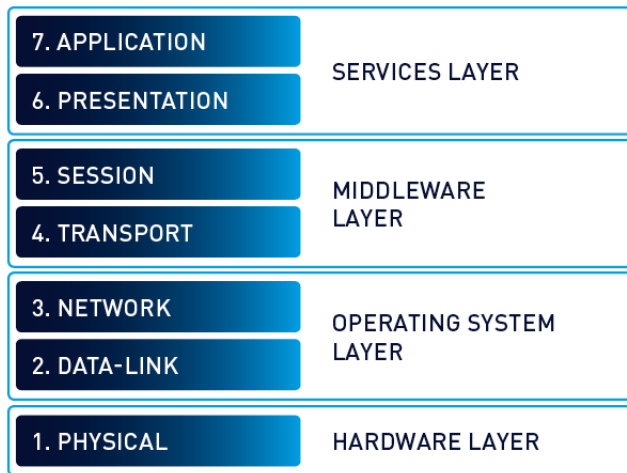 7. APPLICATION
6. PRESENTATION
SERVICES LAYER
5. SESSION
4. TRANSPORT
MIDDLEWARE
LAYER
3. NETWORK
2. DATA-LINK
OPERATING SYSTEM
LAYER
1. PHYSICAL
HARDWARE LAYER